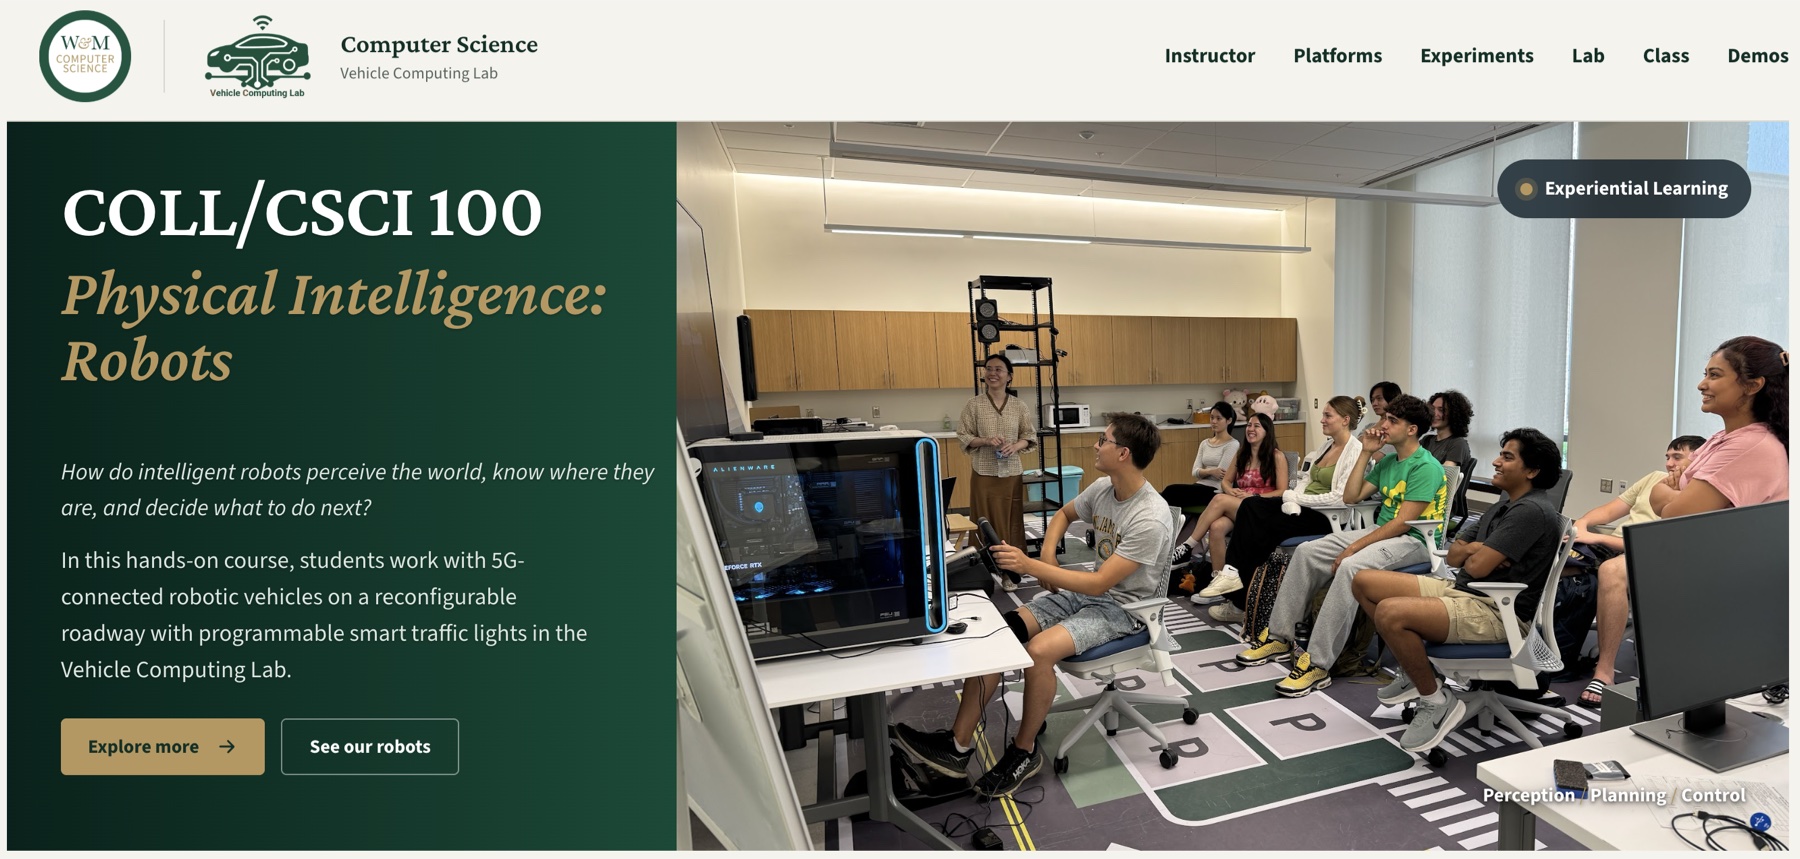 W&M
COMPUTER
SCIENCE
Vehicle Computing Lab
Computer Science
Vehicle Computing Lab
Instructor
Platforms
Experiments
Lab
Class
Demos
COLL/CSCI 100
Physical Intelligence:
Robots
How do intelligent robots perceive the world, know where they
are, and decide what to do next?
In this hands-on course, students work with 5G-
connected robotic vehicles on a reconfigurable
roadway with programmable smart traffic lights in the
Vehicle Computing Lab.
Explore more →
See our robots
Experiential Learning
ALIENWARE
EFORCE RTX
P
P
P
P
HOKA
Perception / Planning / Control